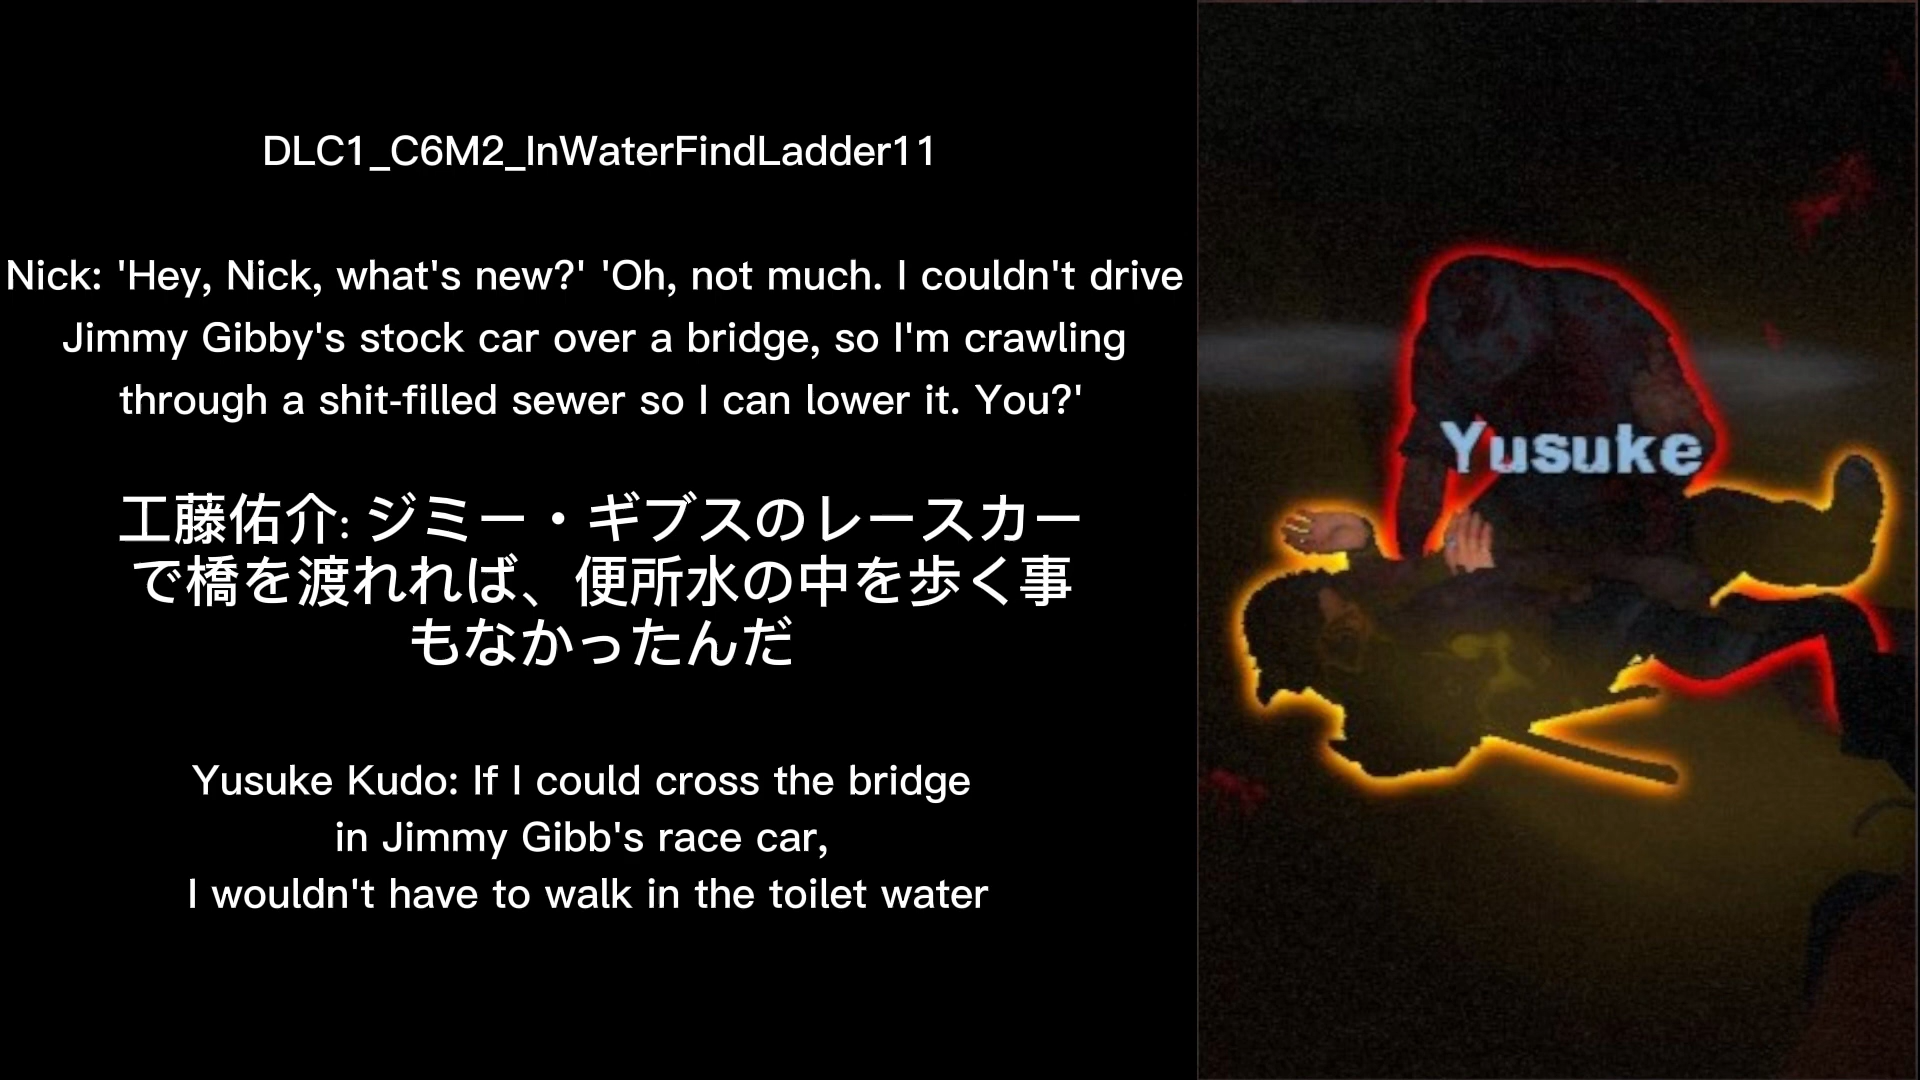 DLC1_C6M2_InWaterFindLadder11
Nick: 'Hey, Nick, what's new?' 'Oh, not much. I couldn't drive
Jimmy Gibby's stock car over a bridge, so I'm crawling
through a shit-filled sewer so I can lower it. You?'
工藤佑介: ジミー・ギブスのレースカー
で橋を渡れれば、便所水の中を歩く事
もなかったんだ
Yusuke Kudo: If I could cross the bridge
in Jimmy Gibb's race car,
I wouldn't have to walk in the toilet water
Yusuke